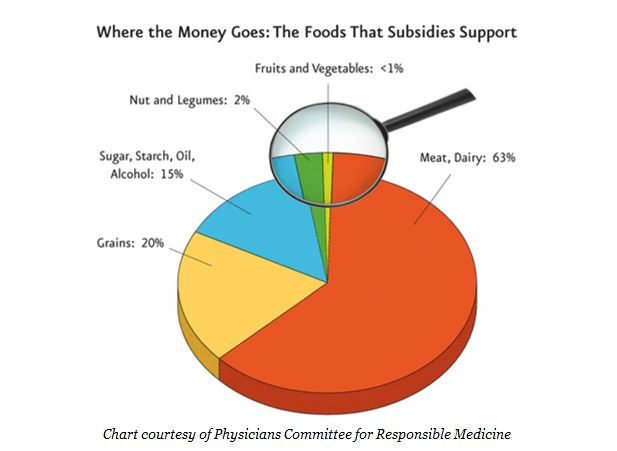 Where the Money Goes: The Foods That Subsidies Support
Fruits and Vegetables: <1%
Nut and Legumes: 2%
Sugar, Starch, Oil,
Alcohol: 15%
Meat, Dairy: 63%
Grains: 20%
Chart courtesy of Physicians Committee for Responsible Medicine